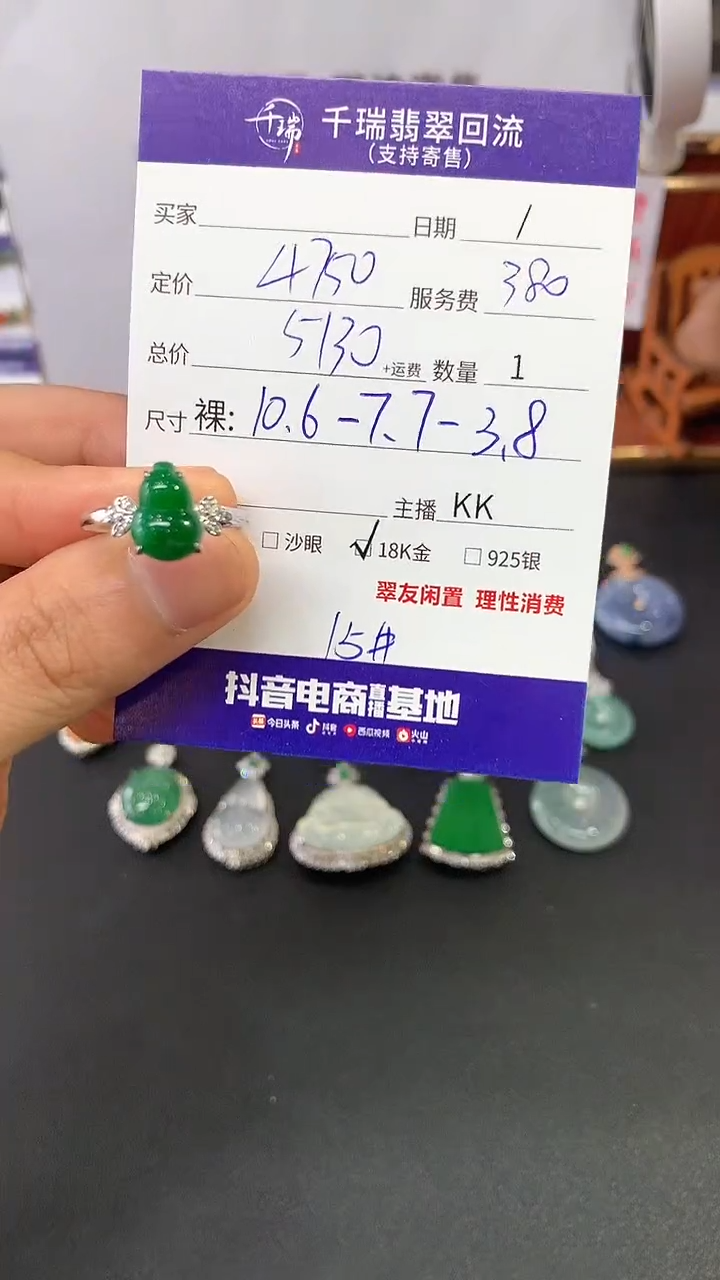 千瑞 千瑞翡翠回流
(支持寄售)
买家 日期 /
定价 4750 服务费 380
总价 5130 +运费 数量 1
尺寸 裸: 10.6-7.7-3.8
主播 KK
沙眼 ✓ 18K金 925银
翠友闲置 理性消费
15#
抖音电商直播基地
头条 今日头条 抖音 西瓜视频 火山